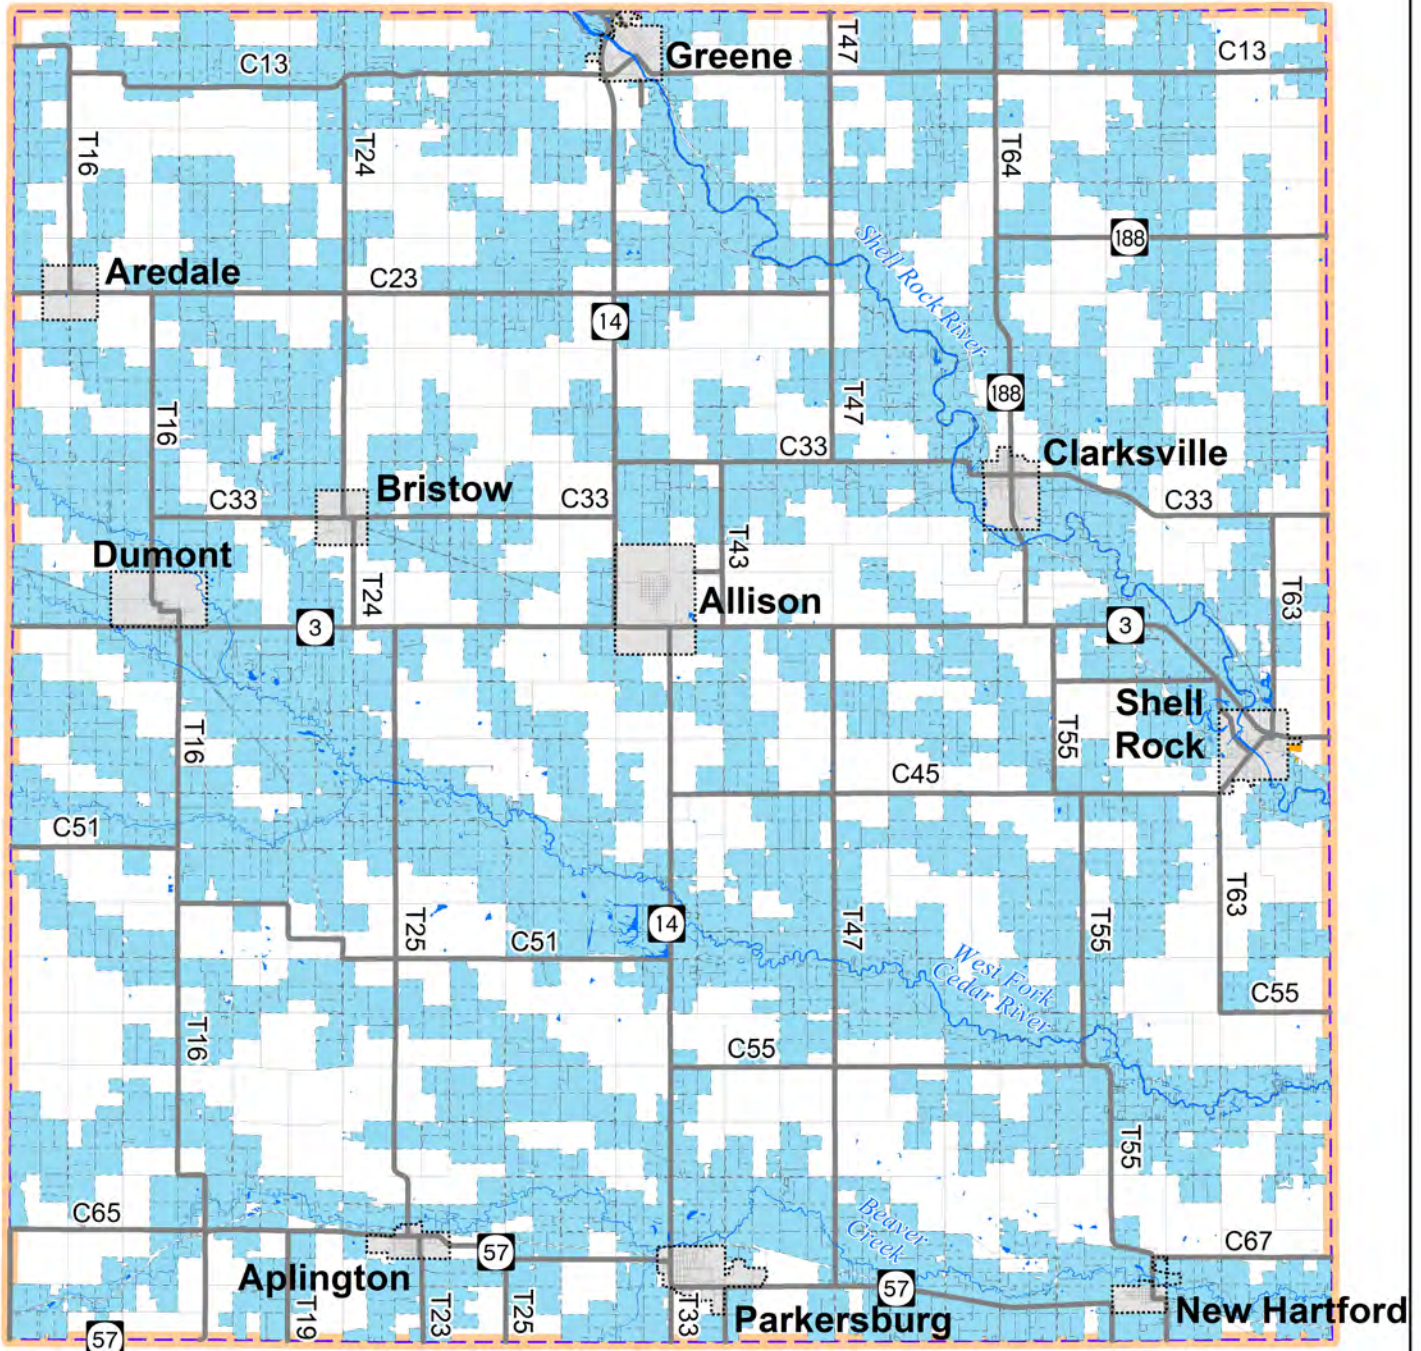 Greene
T47
C13
C13
T16
T24
T64
Shell Rock River
188
Aredale
C23
14
188
T16
T47
C33
Clarksville
Bristow
C33
C33
C33
T43
Dumont
T24
Allison
T63
3
3
Shell
Rock
T16
T55
C45
C51
T63
T25
C51
14
T47
T55
West Fork
Cedar River
C55
T16
C55
T55
C65
Beaver
Creek
C67
57
Aplington
57
T19
T23
T25
T33
Parkersburg
New Hartford
57